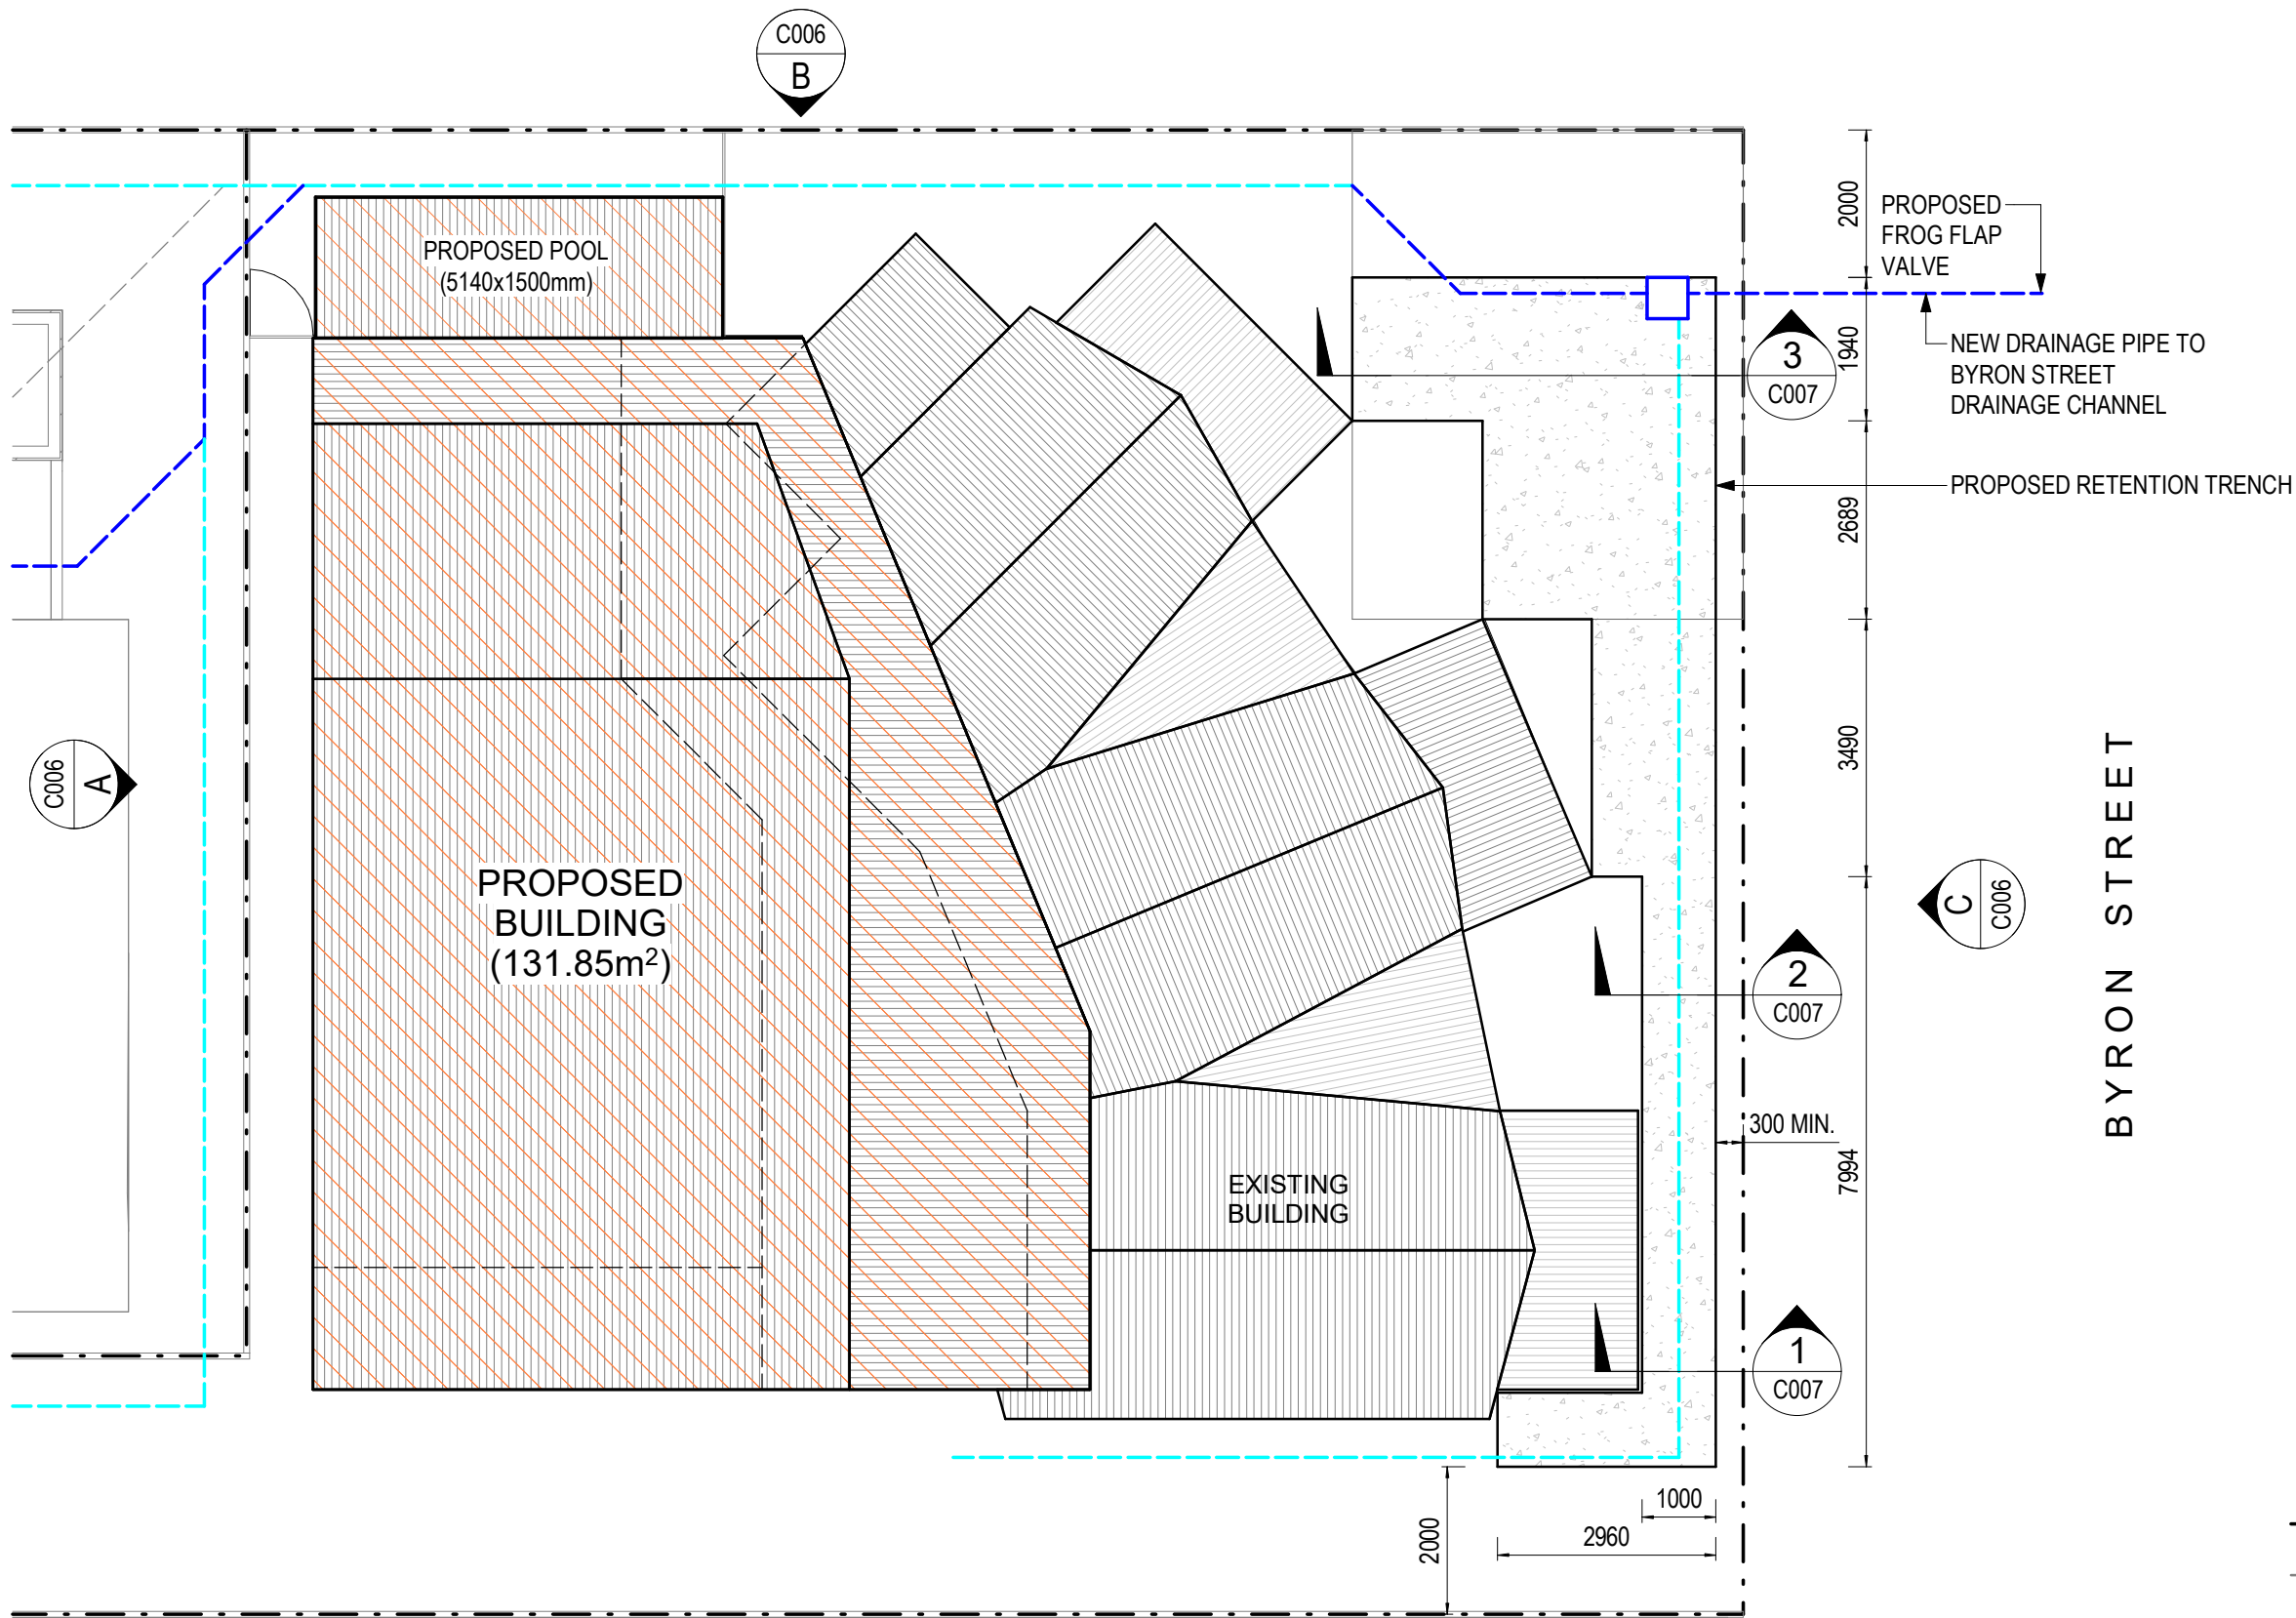 C006
B
2000
PROPOSED
FROG FLAP
VALVE
PROPOSED POOL
(5140x1500mm)
1940
3
C007
NEW DRAINAGE PIPE TO
BYRON STREET
DRAINAGE CHANNEL
2689
PROPOSED RETENTION TRENCH
3490
C006
A
BYRON STREET
PROPOSED
BUILDING
(131.85m²)
C
C006
2
C007
300 MIN.
7994
EXISTING
BUILDING
1
C007
1000
2960
2000